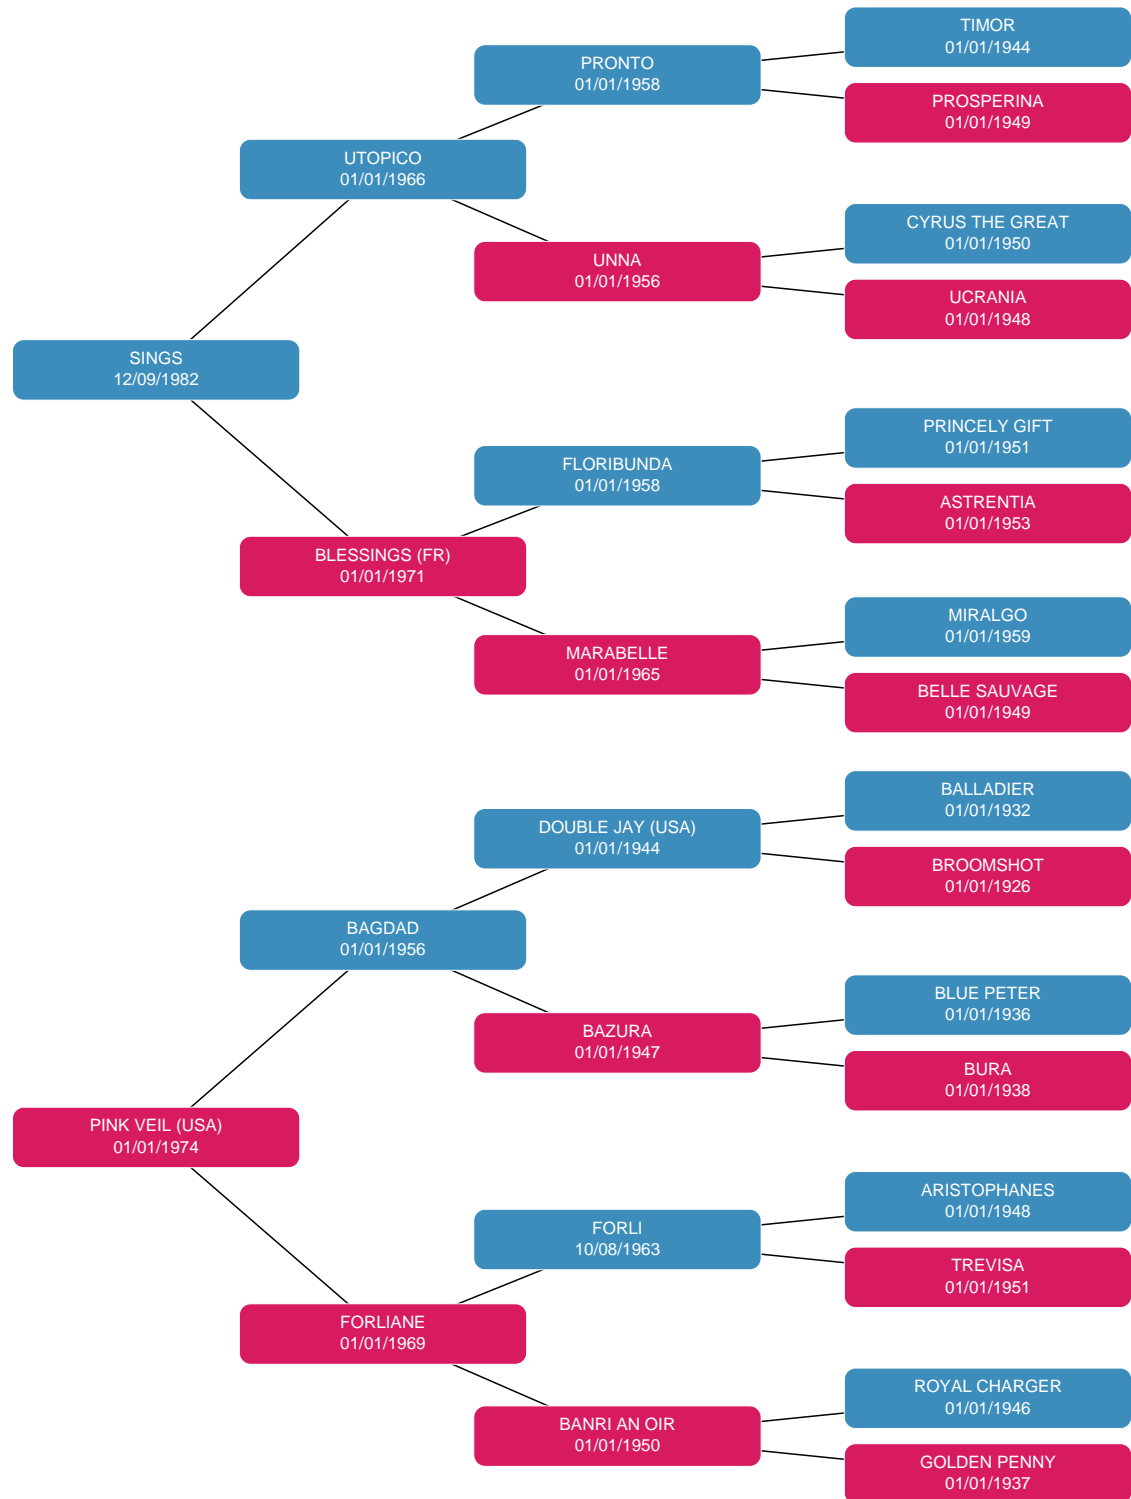 TIMOR
01/01/1944
PRONTO
01/01/1958
PROSPERINA
01/01/1949
UTOPICO
01/01/1966
CYRUS THE GREAT
01/01/1950
UNNA
01/01/1956
UCRANIA
01/01/1948
SINGS
12/09/1982
PRINCELY GIFT
01/01/1951
FLORIBUNDA
01/01/1958
ASTRENTIA
01/01/1953
BLESSINGS (FR)
01/01/1971
MIRALGO
01/01/1959
MARABELLE
01/01/1965
BELLE SAUVAGE
01/01/1949
BALLADIER
01/01/1932
DOUBLE JAY (USA)
01/01/1944
BROOMSHOT
01/01/1926
BAGDAD
01/01/1956
BLUE PETER
01/01/1936
BAZURA
01/01/1947
BURA
01/01/1938
PINK VEIL (USA)
01/01/1974
ARISTOPHANES
01/01/1948
FORLI
10/08/1963
TREVISA
01/01/1951
FORLIANE
01/01/1969
ROYAL CHARGER
01/01/1946
BANRI AN OIR
01/01/1950
GOLDEN PENNY
01/01/1937